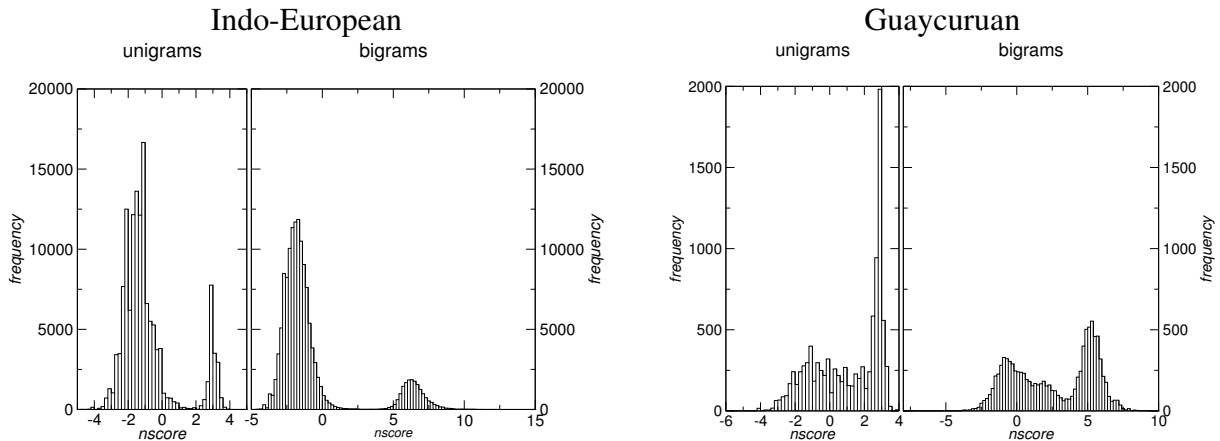 Indo-European
unigrams
bigrams
20000
15000
10000
5000
0
frequency
-4 -2 0 2 4
nscore
-5 0 5 10 15
nscore
20000
15000
10000
5000
0
frequency
Guaycuruan
unigrams
bigrams
2000
1500
1000
500
0
frequency
-6 -4 -2 0 2 4
nscore
-5 0 5 10
nscore
2000
1500
1000
500
0
frequency